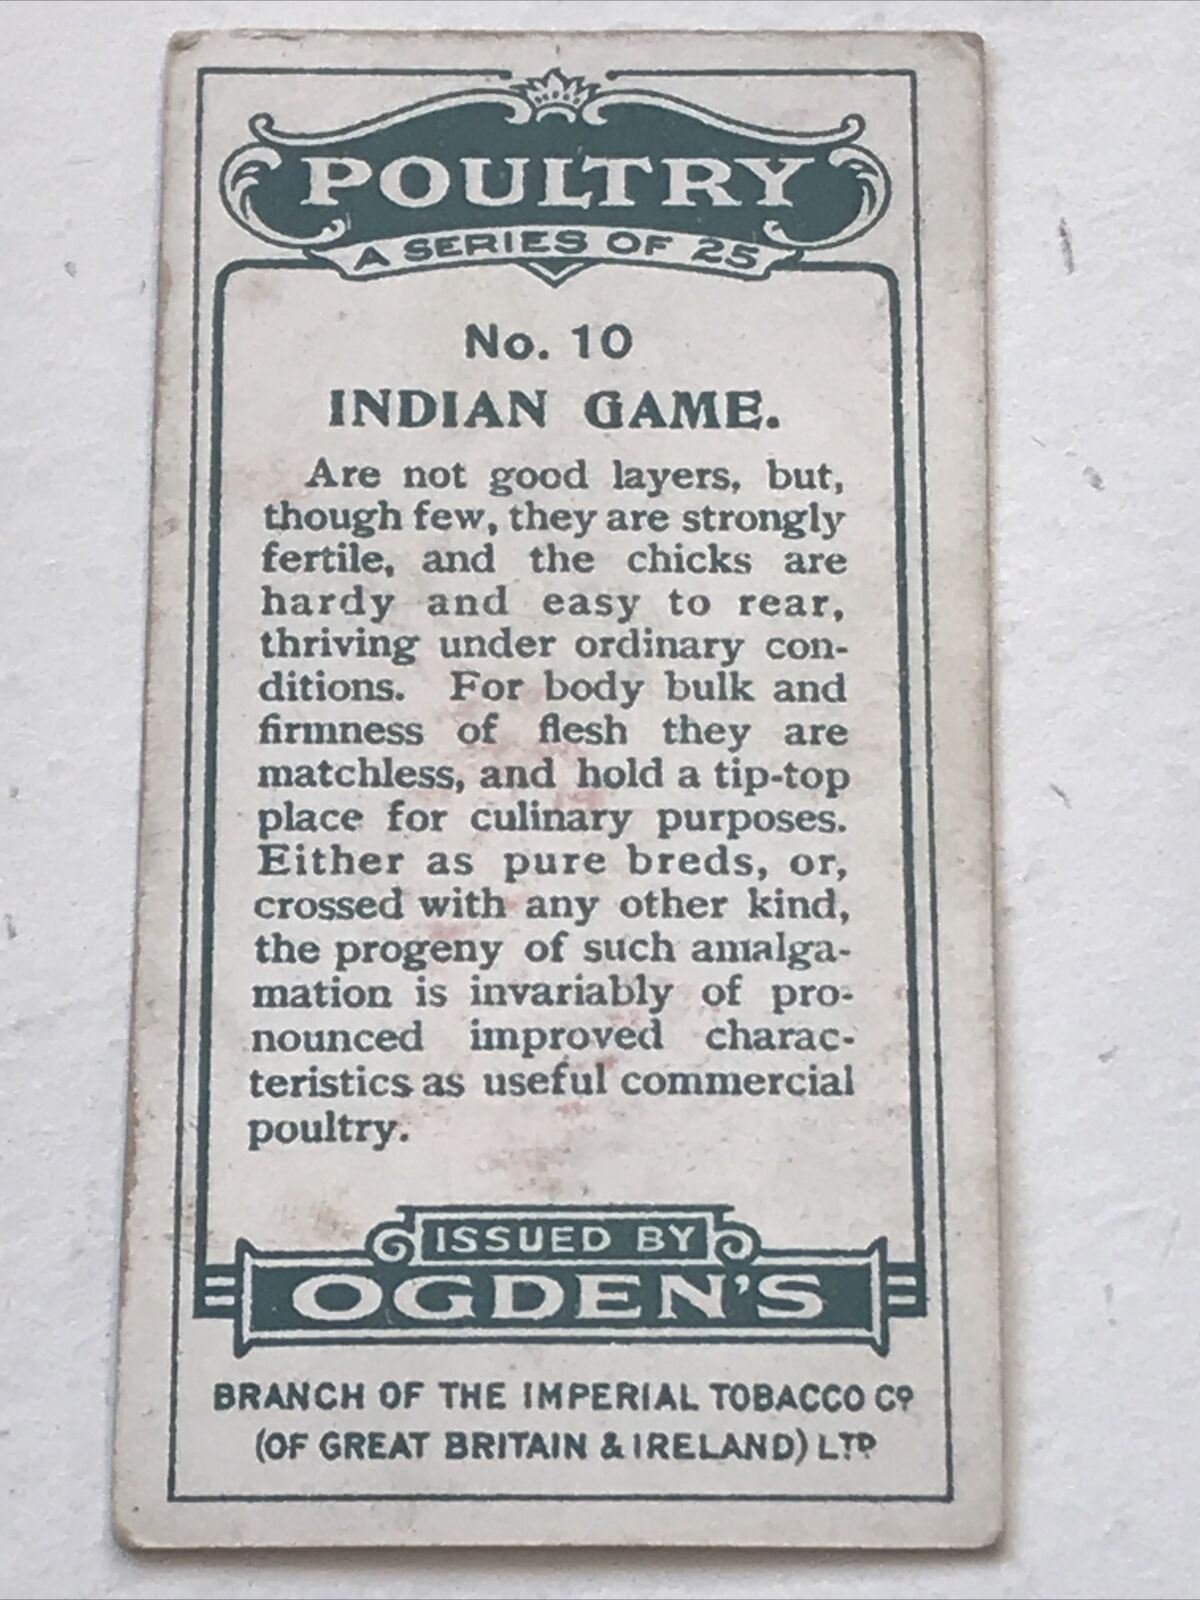 POULTRY
A SERIES OF 25
No. 10
INDIAN GAME.
Are not good layers, but,
though few, they are strongly
fertile, and the chicks are
hardy and easy to rear,
thriving under ordinary con-
ditions. For body bulk and
firmness of flesh they are
matchless, and hold a tip-top
place for culinary purposes.
Either as pure breds, or,
crossed with any other kind,
the progeny of such amalga-
mation is invariably of pro-
nounced improved charac-
teristics as useful commercial
poultry.
ISSUED BY
OGDEN'S
BRANCH OF THE IMPERIAL TOBACCO Cº
(OF GREAT BRITAIN & IRELAND) LTD